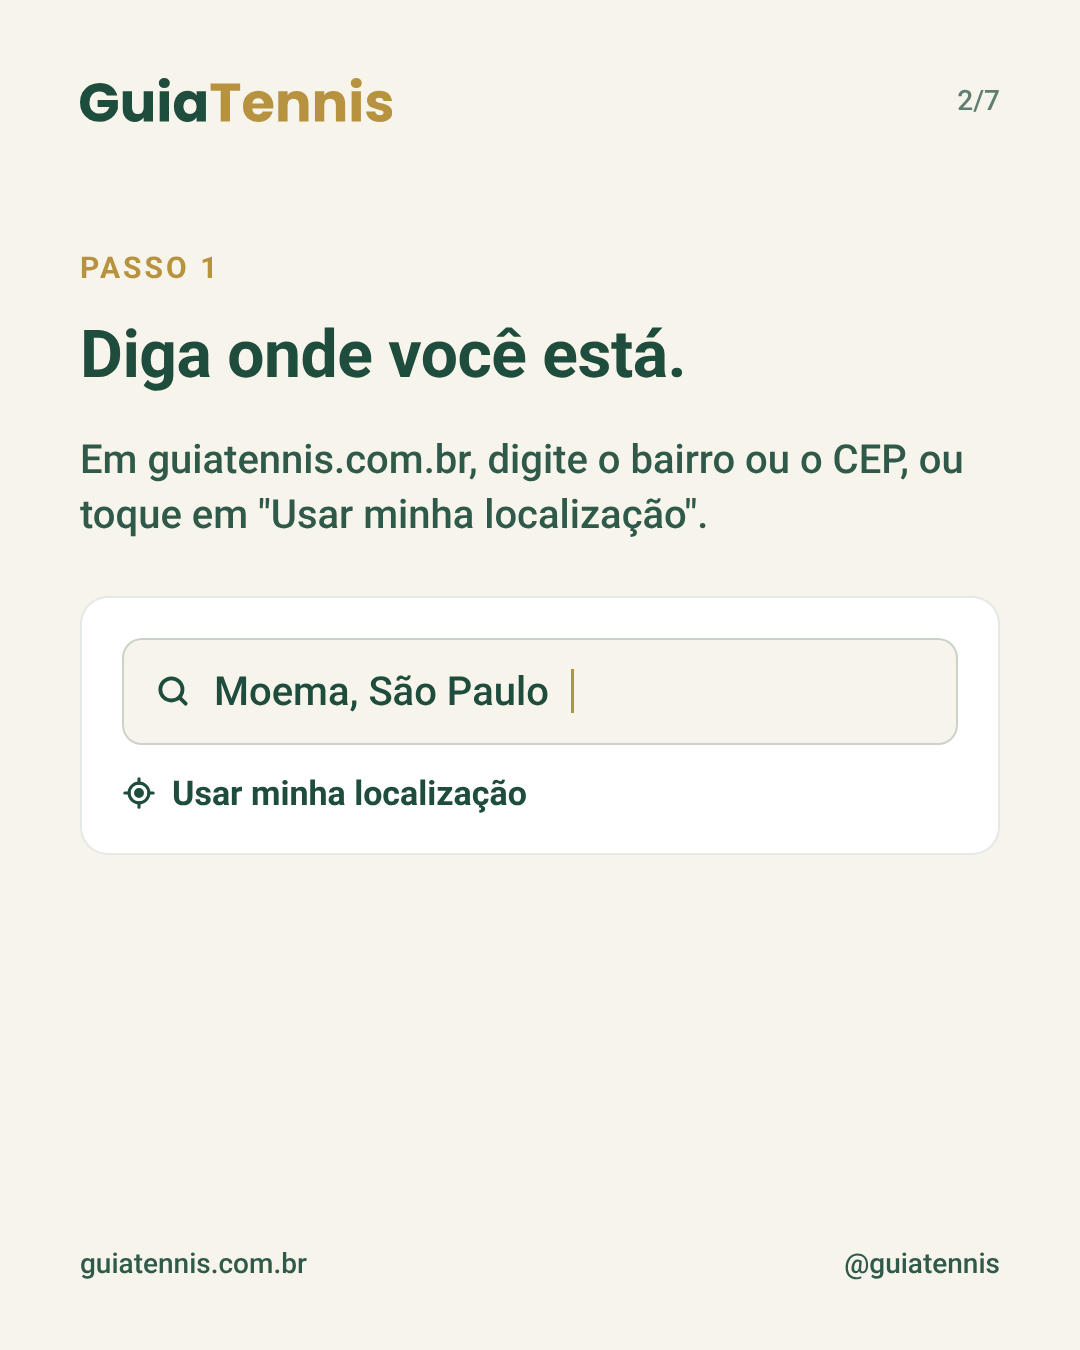 GuiaTennis
2/7
PASSO 1
Diga onde você está.
Em guiatennis.com.br, digite o bairro ou o CEP, ou
toque em "Usar minha localização".
Moema, São Paulo
Usar minha localização
guiatennis.com.br
@guiatennis